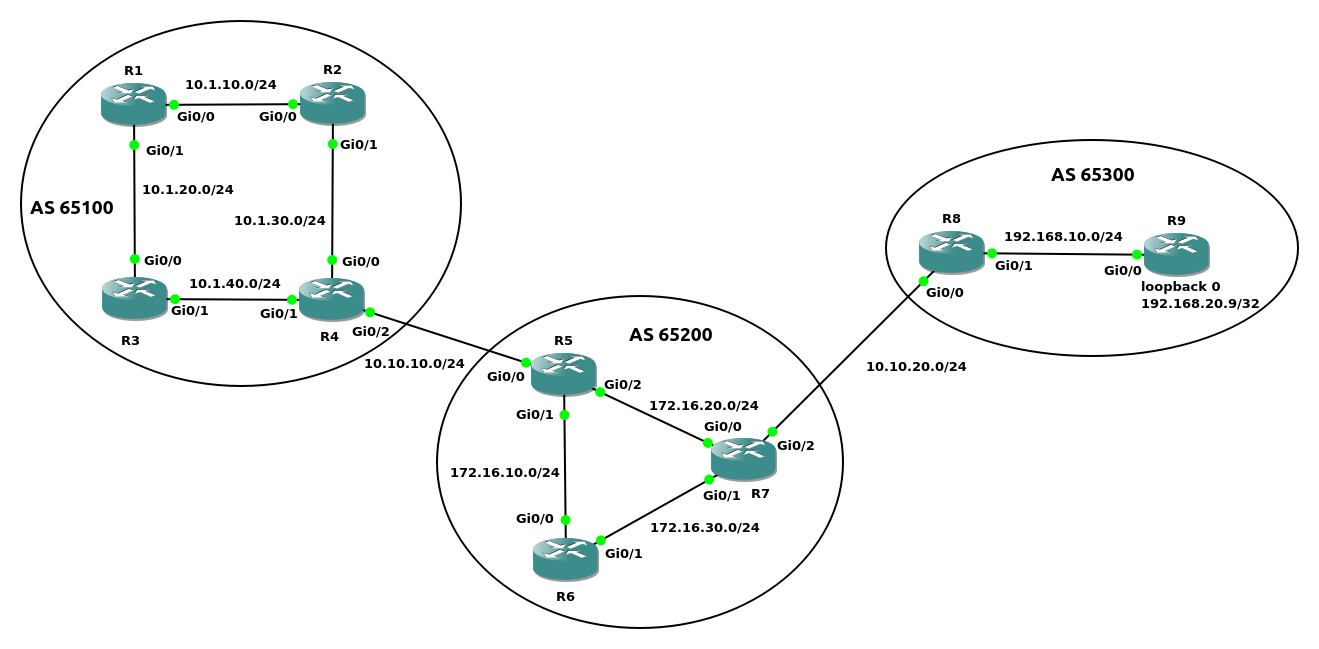 R1
R2
10.1.10.0/24
Gi0/0
Gi0/0
Gi0/1
Gi0/1
10.1.20.0/24
AS 65100
10.1.30.0/24
Gi0/0
Gi0/0
10.1.40.0/24
Gi0/1
Gi0/1
R3
R4
Gi0/2
10.10.10.0/24
AS 65200
R5
Gi0/0
Gi0/2
Gi0/1
172.16.20.0/24
Gi0/0
Gi0/2
172.16.10.0/24
Gi0/1
R7
Gi0/0
172.16.30.0/24
Gi0/1
R6
10.10.20.0/24
AS 65300
R8
R9
192.168.10.0/24
Gi0/1
Gi0/0
Gi0/0
loopback 0
192.168.20.9/32